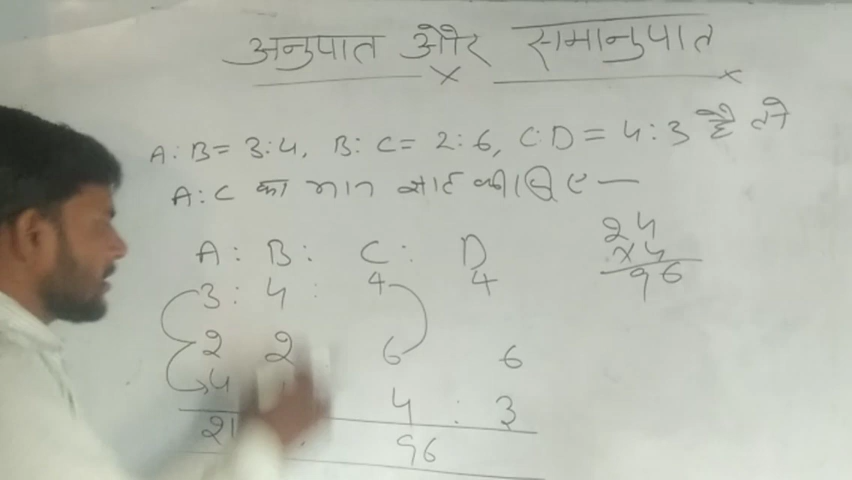 अनुपात और समानुपात
A:B=3:4, B:C=2:6, C:D=4:3 है तो
A:C का मान ज्ञात कीजिए —
A : B : C : D
3 : 4 : 4 4
2 2 6 6
4 4 : 3
96
24
×4
96